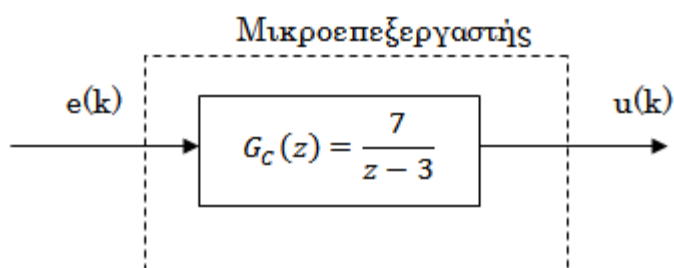 Μικροεπεξεργαστής
e(k)
G_C(z) = 7/(z − 3)
u(k)